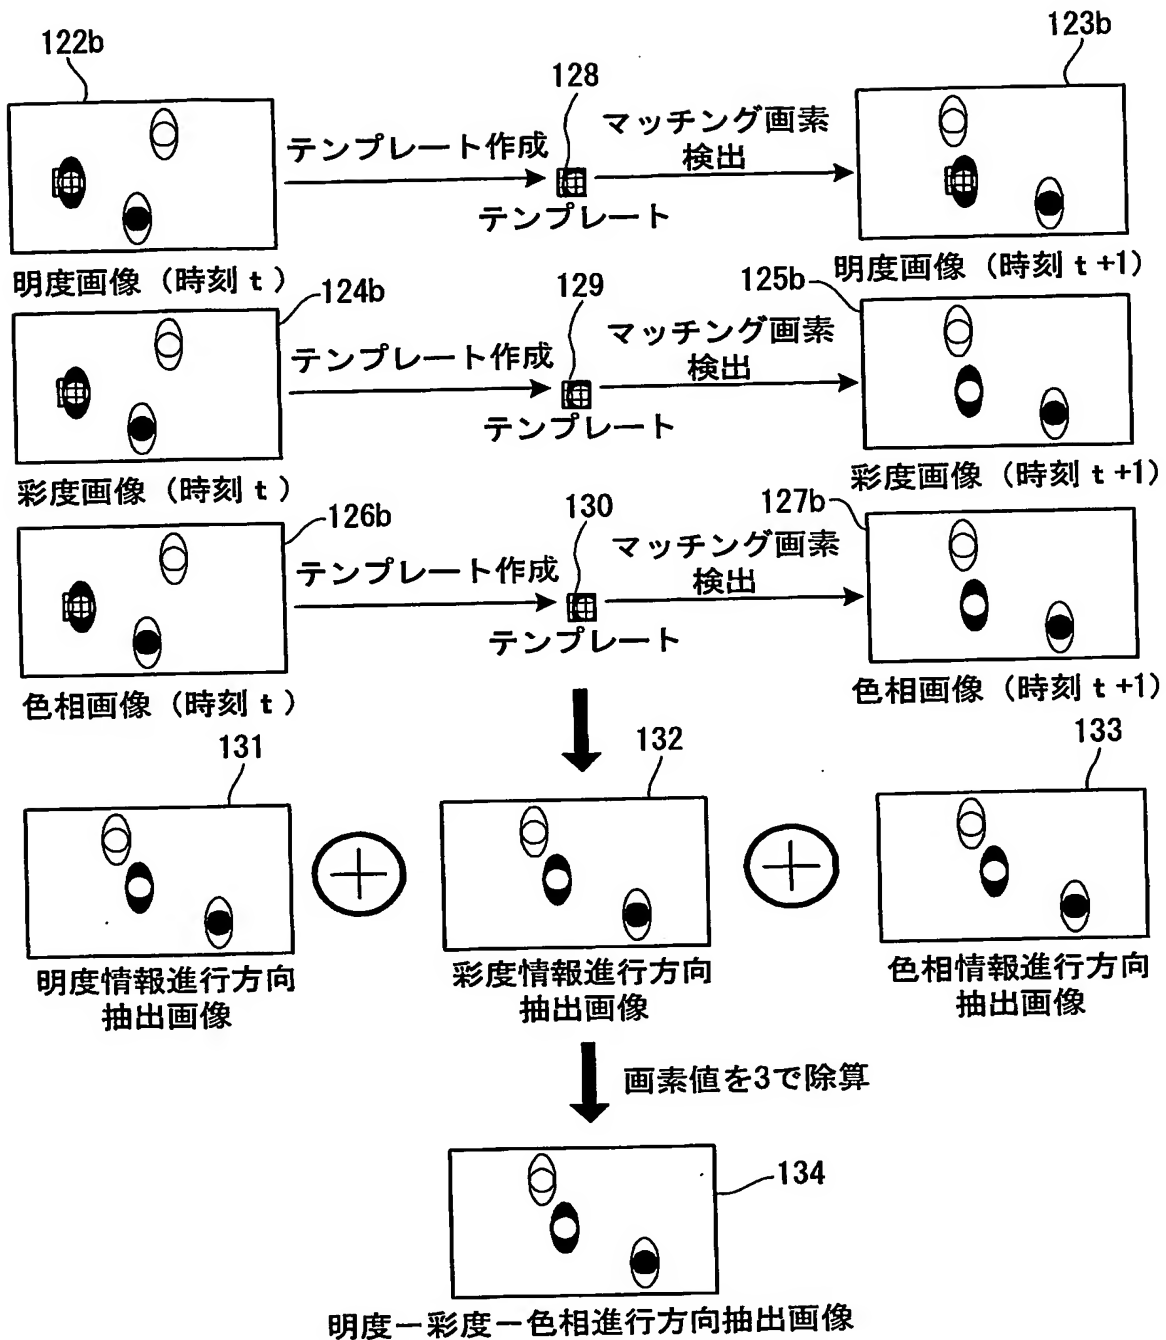 122b
128
123b
テンプレート作成
マッチング画素
検出
テンプレート
明度画像（時刻 t ）
明度画像（時刻 t +1）
124b
129
125b
テンプレート作成
マッチング画素
検出
テンプレート
彩度画像（時刻 t ）
彩度画像（時刻 t +1）
126b
130
127b
テンプレート作成
マッチング画素
検出
テンプレート
色相画像（時刻 t ）
色相画像（時刻 t +1）
131
132
133
明度情報進行方向
抽出画像
彩度情報進行方向
抽出画像
色相情報進行方向
抽出画像
画素値を3で除算
134
明度ー彩度ー色相進行方向抽出画像